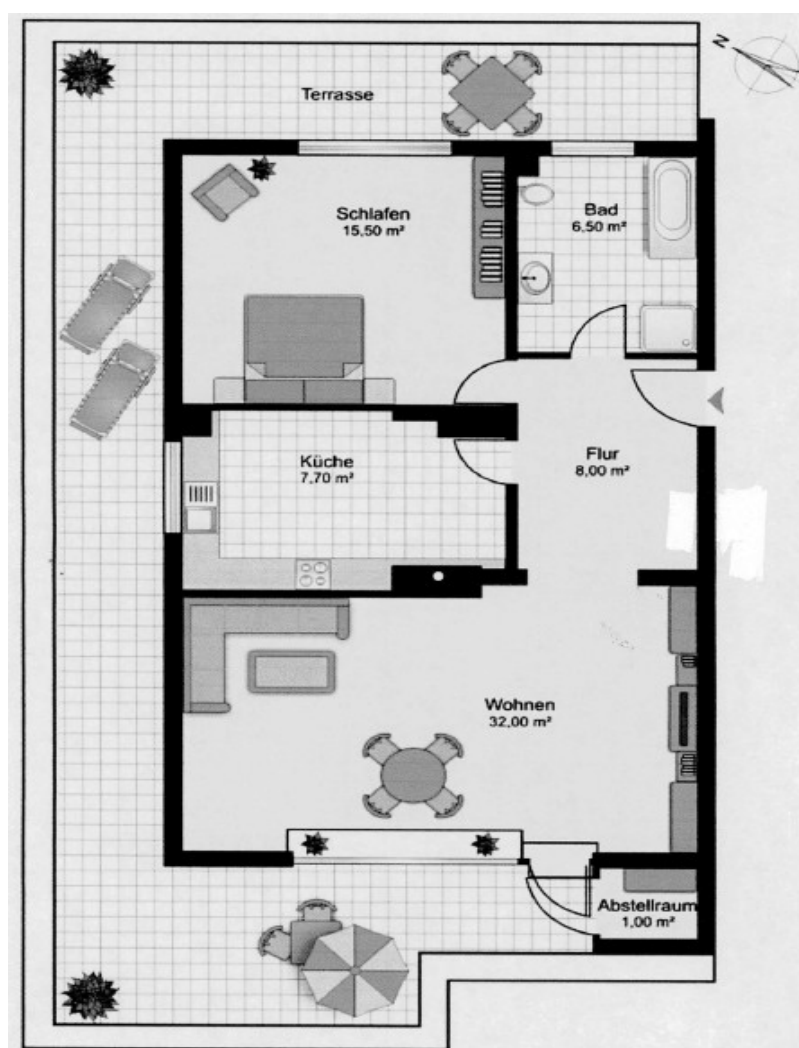 N
Terrasse
Schlafen
15,50 m²
Bad
6,50 m²
Küche
7,70 m²
Flur
8,00 m²
Wohnen
32,00 m²
Abstellraum
1,00 m²